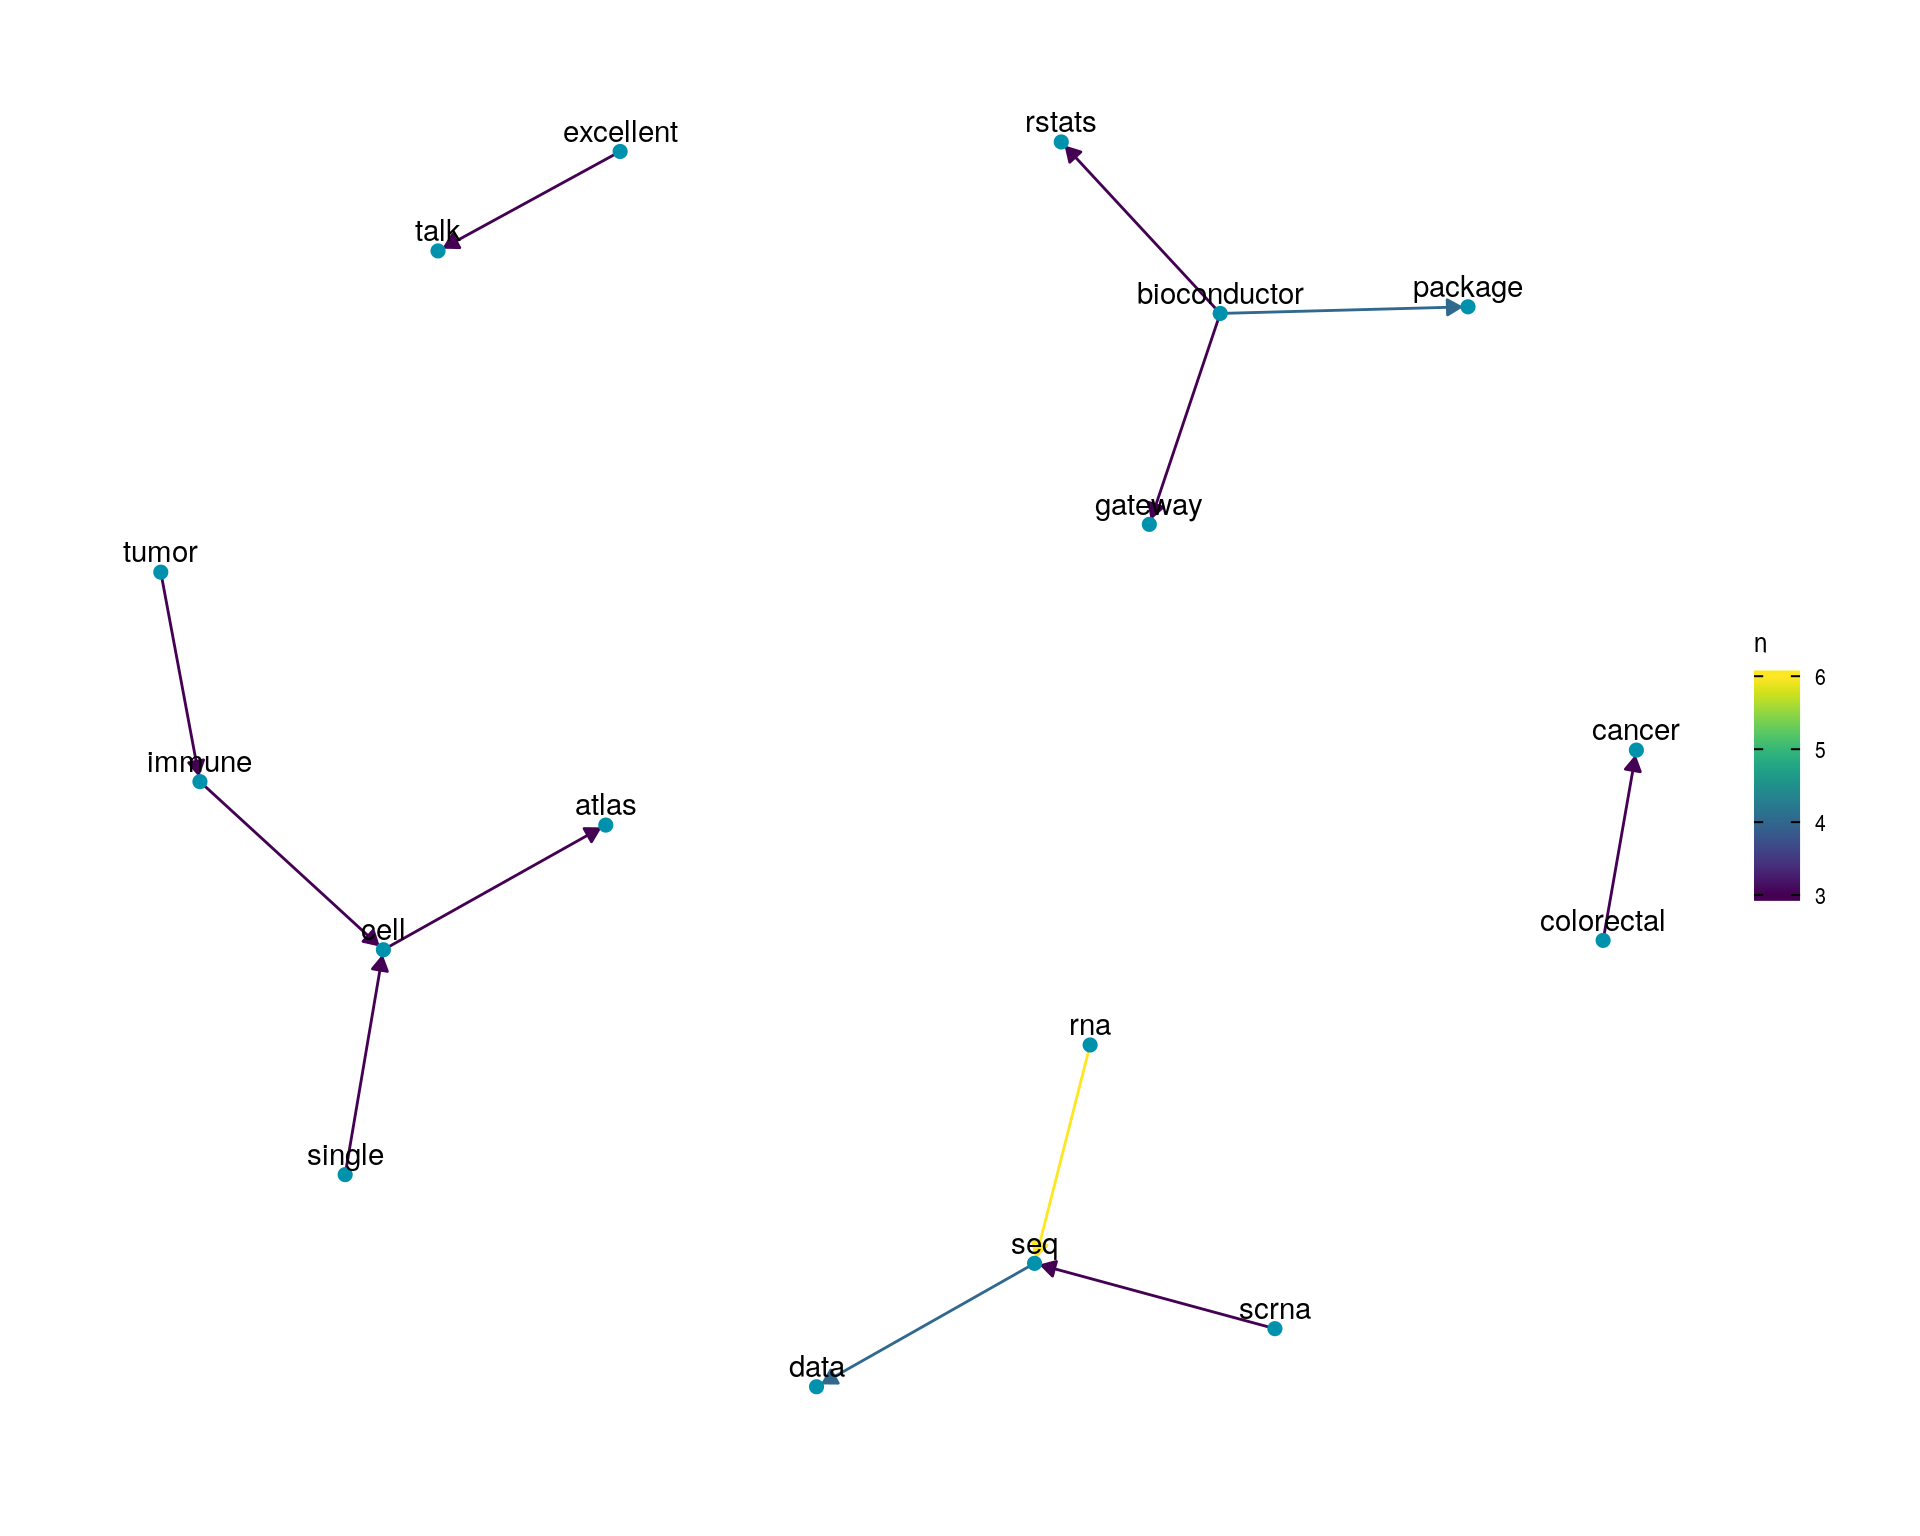 rstats
excellent
talk
package
bioconductor
gateway
tumor
n
6
cancer
5
immune
atlas
4
3
colorectal
cell
rna
single
seq
scrna
data